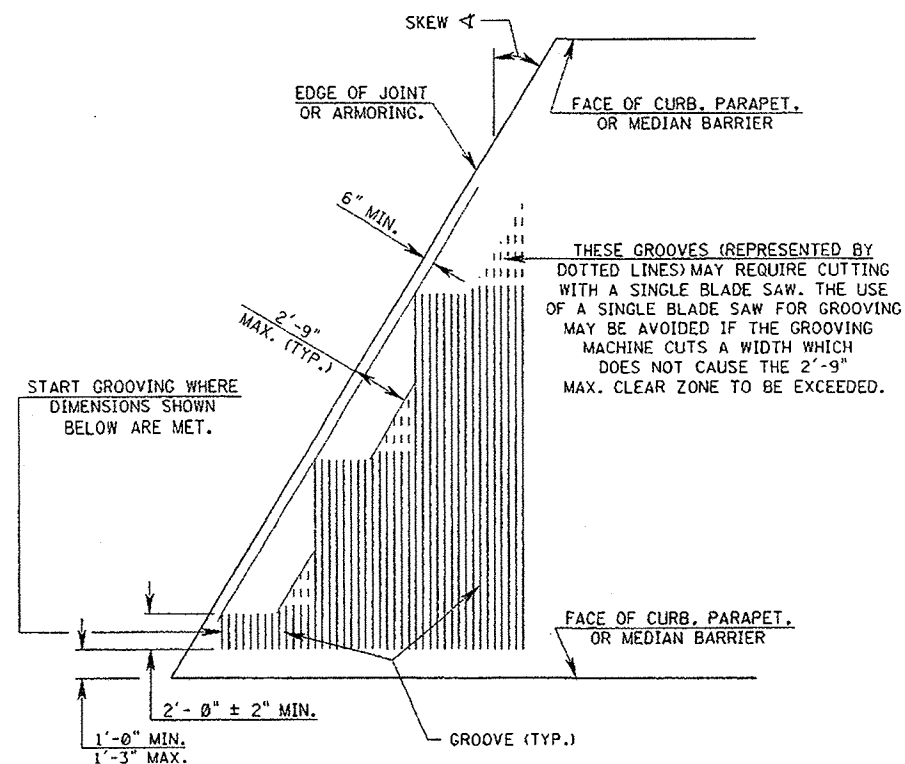 SKEW ∢
EDGE OF JOINT
OR ARMORING.
FACE OF CURB, PARAPET,
OR MEDIAN BARRIER
6" MIN.
THESE GROOVES (REPRESENTED BY
DOTTED LINES) MAY REQUIRE CUTTING
WITH A SINGLE BLADE SAW. THE USE
OF A SINGLE BLADE SAW FOR GROOVING
MAY BE AVOIDED IF THE GROOVING
MACHINE CUTS A WIDTH WHICH
DOES NOT CAUSE THE 2'-9"
MAX. CLEAR ZONE TO BE EXCEEDED.
2'-9"
MAX. (TYP.)
START GROOVING WHERE
DIMENSIONS SHOWN
BELOW ARE MET.
FACE OF CURB, PARAPET,
OR MEDIAN BARRIER
2'- 0" ± 2" MIN.
1'-0" MIN.
1'-3" MAX.
GROOVE (TYP.)